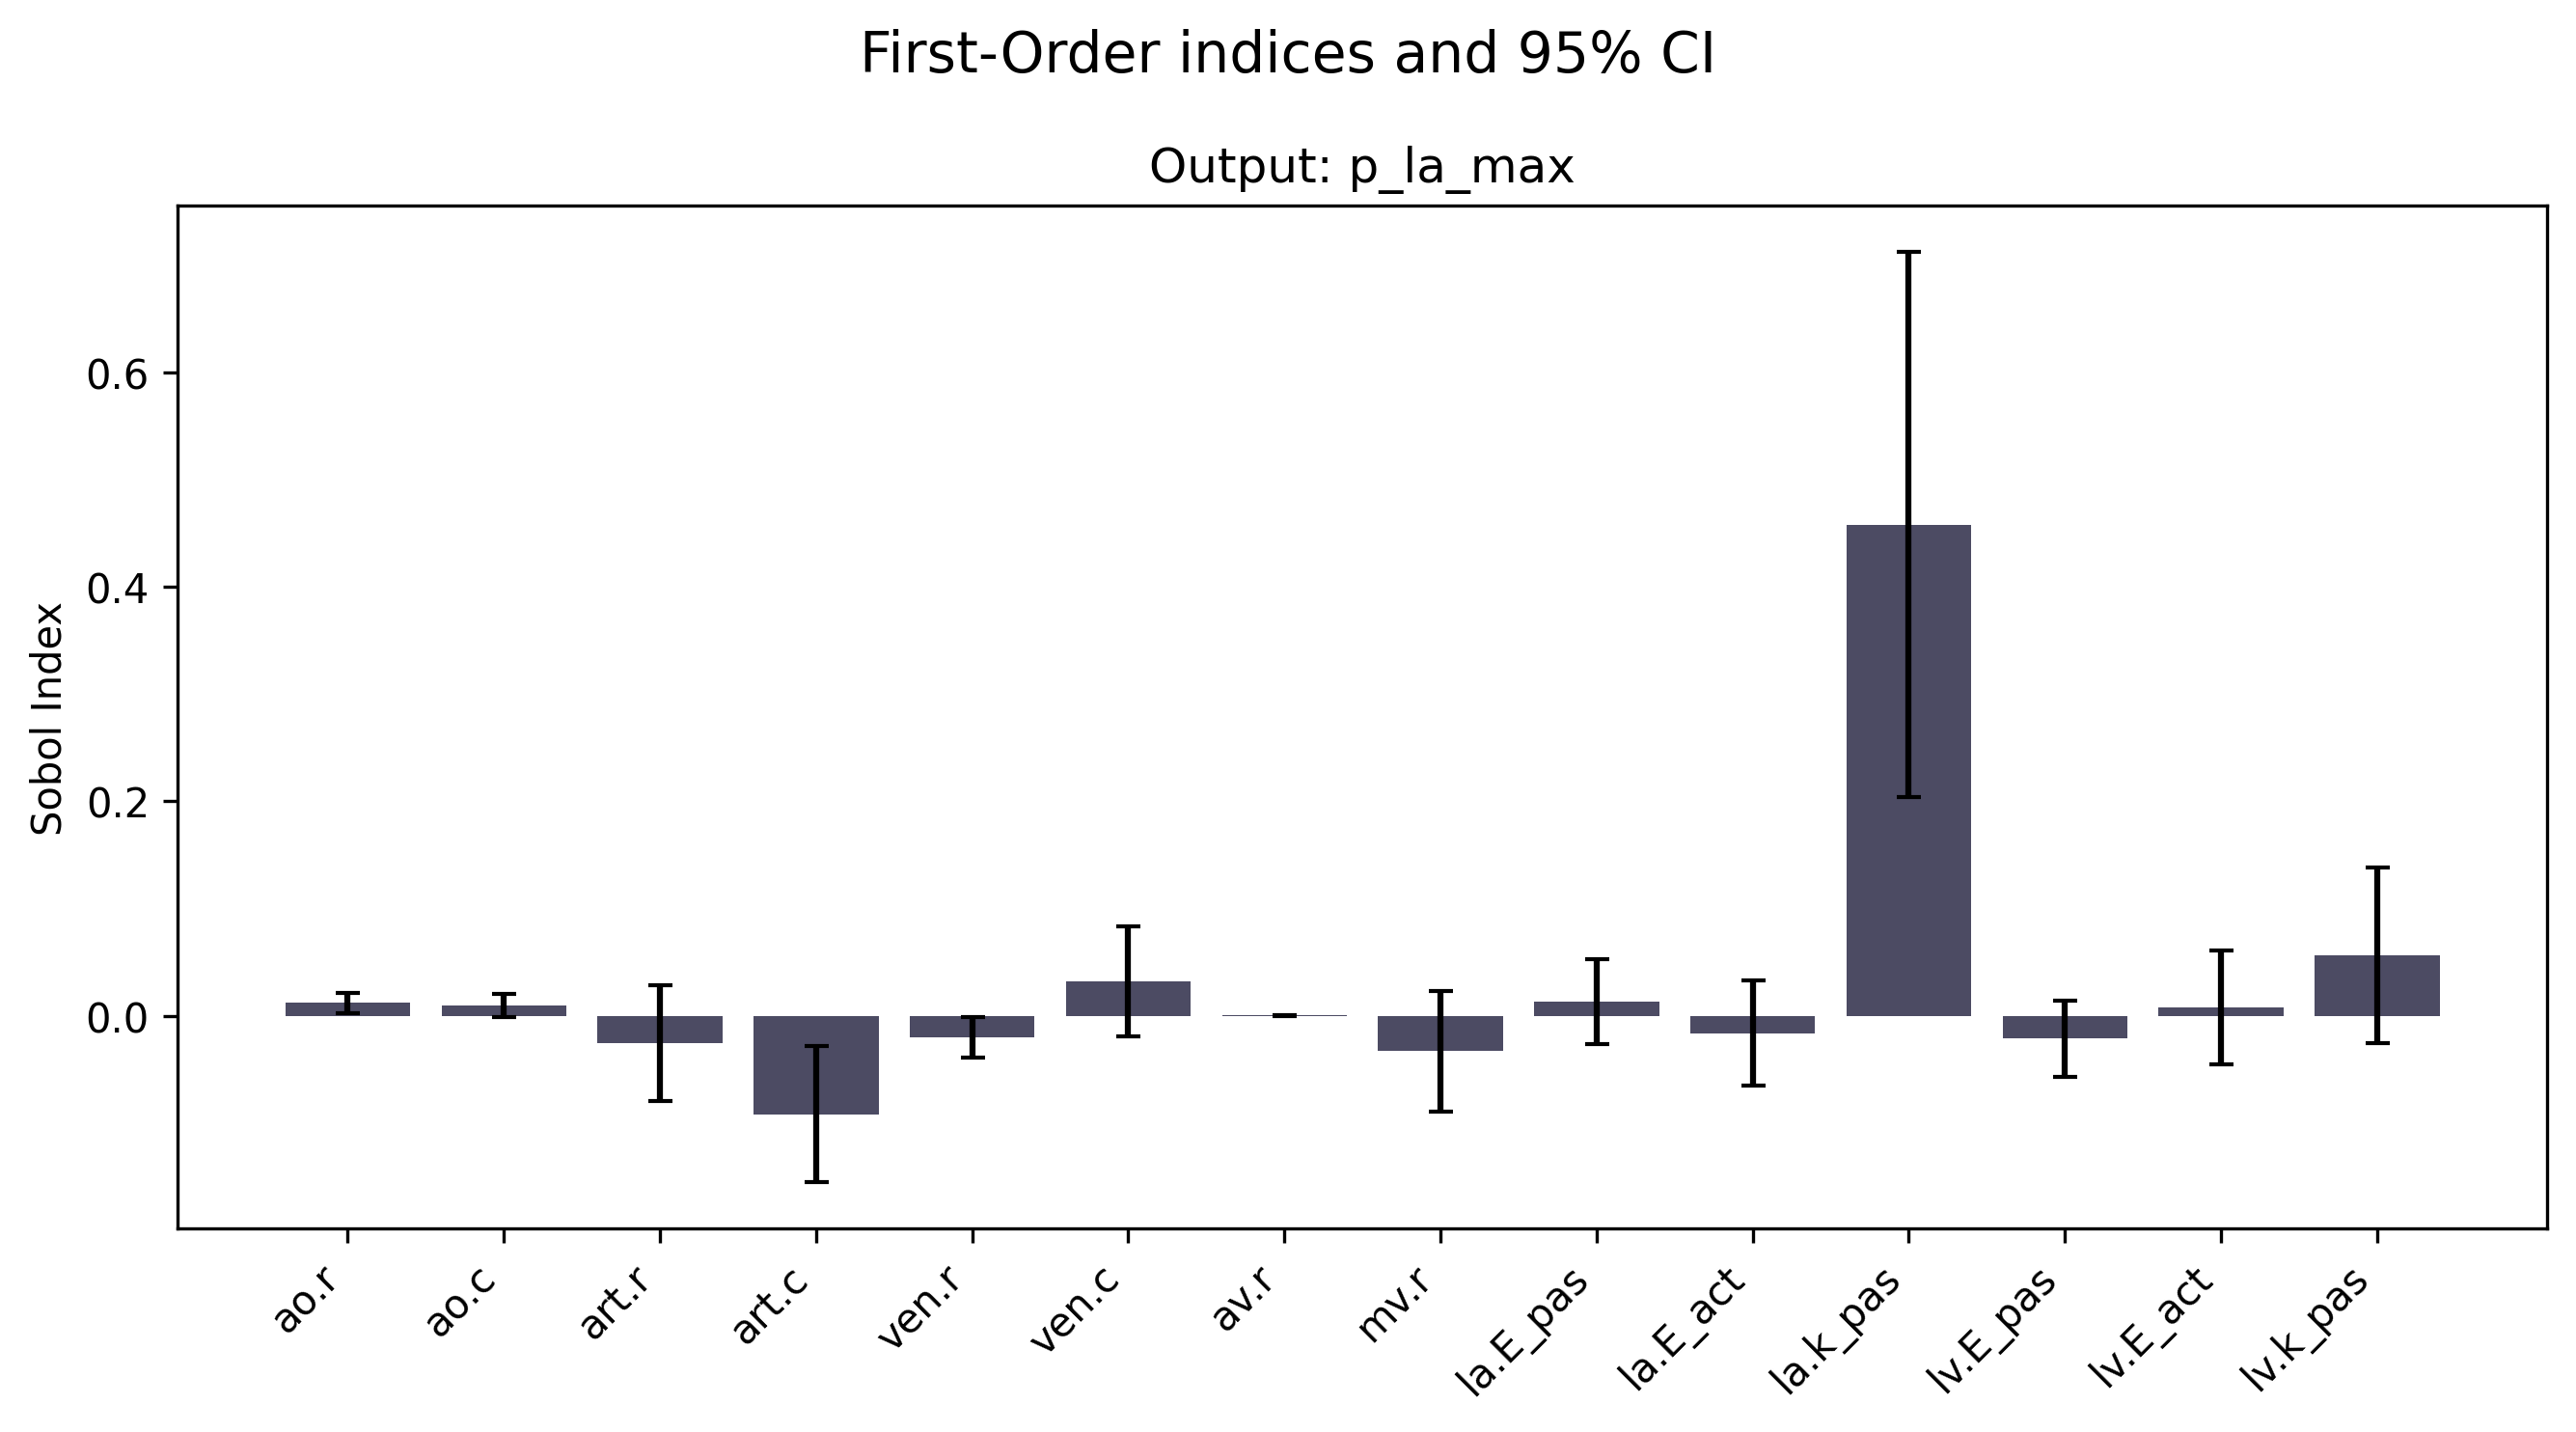 First-Order indices and 95% CI
Output: p_la_max
Sobol Index
0.6
0.4
0.2
0.0
ao.r
ao.c
art.r
art.c
ven.r
ven.c
av.r
mv.r
la.E_pas
la.E_act
la.k_pas
lv.E_pas
lv.E_act
lv.k_pas